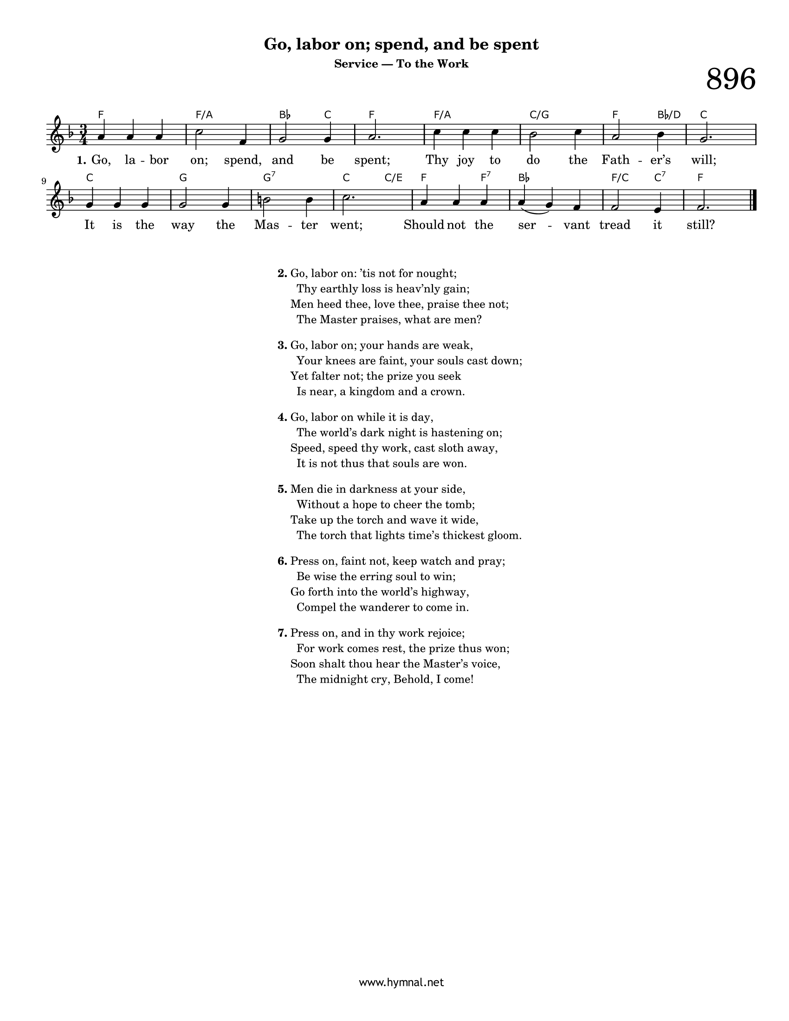 Go, labor on; spend, and be spent
Service — To the Work
896
F F/A B♭ C F F/A C/G F B♭/D C
3
4
1. Go, la - bor on; spend, and be spent; Thy joy to do the Fath - er’s will;
9
C G G7 C C/E F F7 B♭ F/C C7 F
It is the way the Mas - ter went; Should not the ser - vant tread it still?
2. Go, labor on: ’tis not for nought;
Thy earthly loss is heav’nly gain;
Men heed thee, love thee, praise thee not;
The Master praises, what are men?
3. Go, labor on; your hands are weak,
Your knees are faint, your souls cast down;
Yet falter not; the prize you seek
Is near, a kingdom and a crown.
4. Go, labor on while it is day,
The world’s dark night is hastening on;
Speed, speed thy work, cast sloth away,
It is not thus that souls are won.
5. Men die in darkness at your side,
Without a hope to cheer the tomb;
Take up the torch and wave it wide,
The torch that lights time’s thickest gloom.
6. Press on, faint not, keep watch and pray;
Be wise the erring soul to win;
Go forth into the world’s highway,
Compel the wanderer to come in.
7. Press on, and in thy work rejoice;
For work comes rest, the prize thus won;
Soon shalt thou hear the Master’s voice,
The midnight cry, Behold, I come!
www.hymnal.net